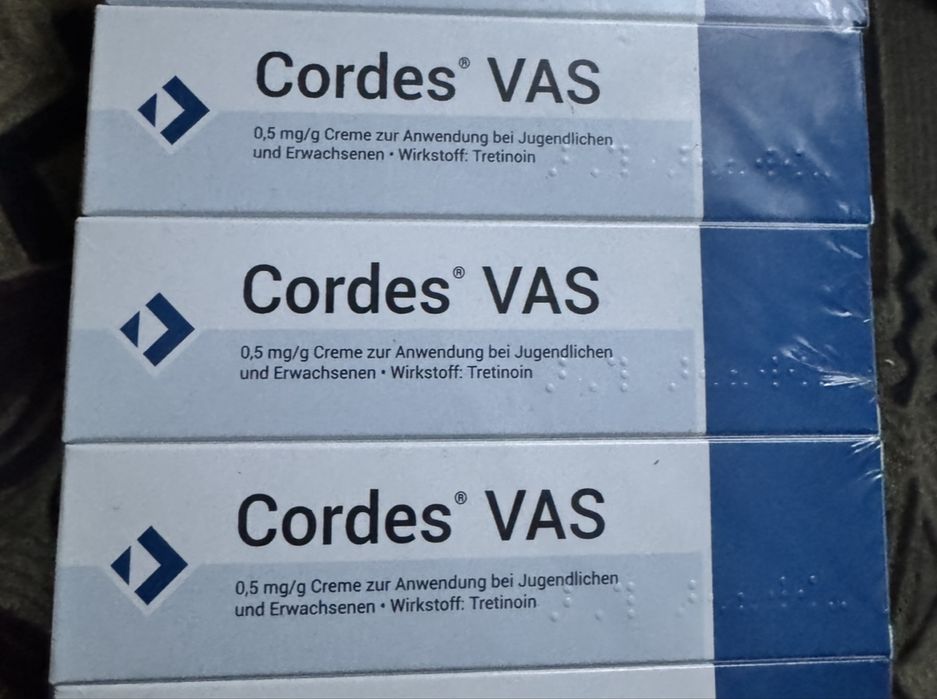 Cordes® VAS
0,5 mg/g Creme zur Anwendung bei Jugendlichen
und Erwachsenen • Wirkstoff: Tretinoin
Cordes® VAS
0,5 mg/g Creme zur Anwendung bei Jugendlichen
und Erwachsenen • Wirkstoff: Tretinoin
Cordes® VAS
0,5 mg/g Creme zur Anwendung bei Jugendlichen
und Erwachsenen • Wirkstoff: Tretinoin